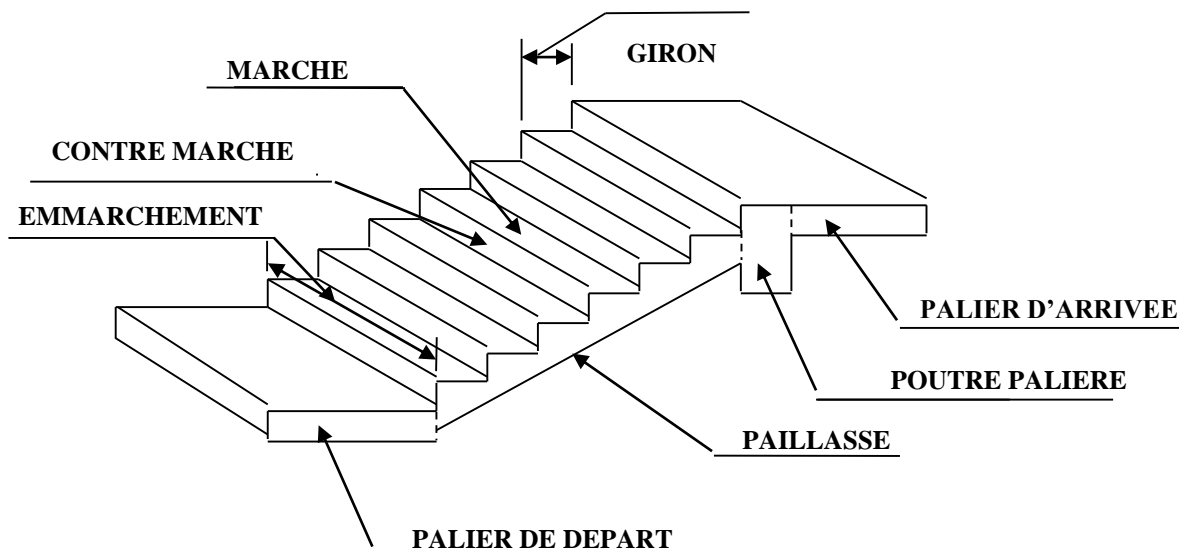 GIRON
MARCHE
CONTRE MARCHE
EMMARCHEMENT
PALIER D’ARRIVEE
POUTRE PALIERE
PAILLASSE
PALIER DE DEPART